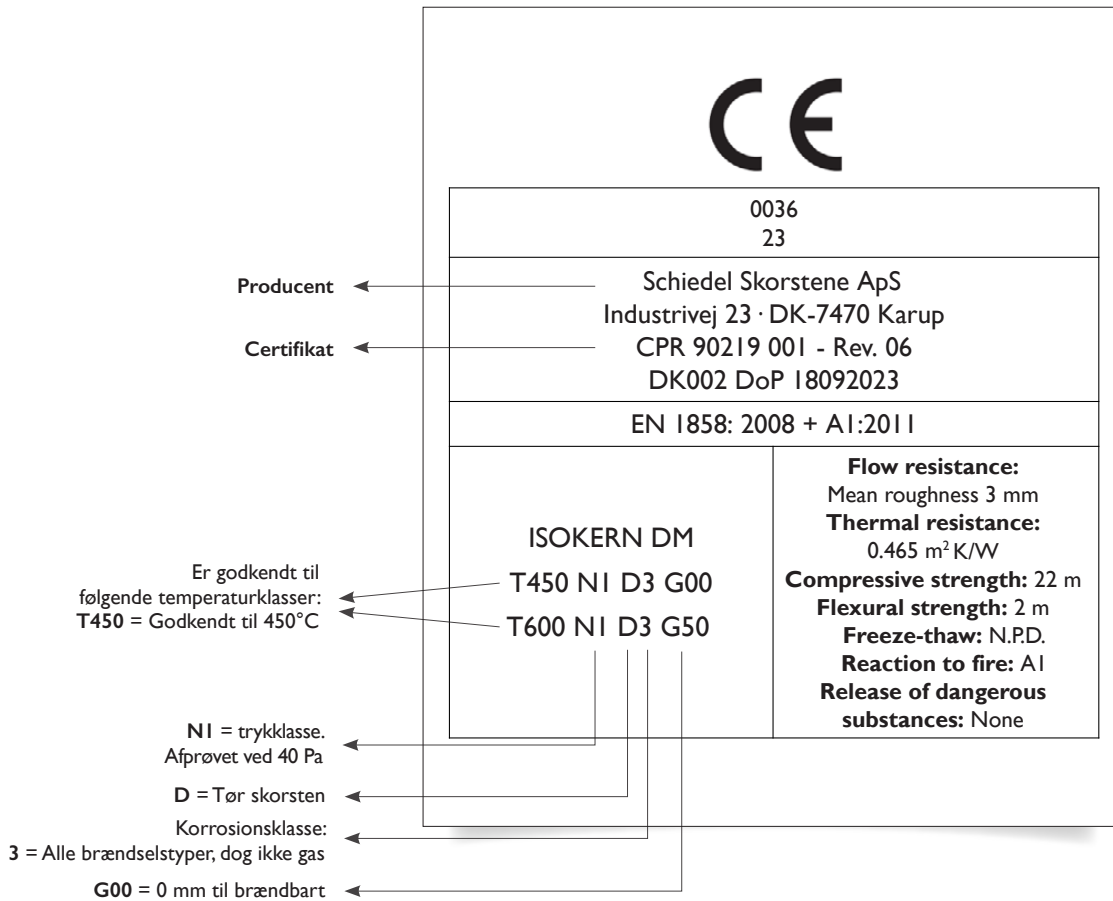 CE
0036
23
Producent
Schiedel Skorstene ApS
Industrivej 23 · DK-7470 Karup
Certifikat
CPR 90219 001 - Rev. 06
DK002 DoP 18092023
EN 1858: 2008 + A1:2011
Er godkendt til
følgende temperaturklasser:
T450 = Godkendt til 450°C
ISOKERN DM
T450 N1 D3 G00
T600 N1 D3 G50
Flow resistance:
Mean roughness 3 mm
Thermal resistance:
0.465 m² K/W
Compressive strength: 22 m
Flexural strength: 2 m
Freeze-thaw: N.P.D.
Reaction to fire: A1
Release of dangerous
substances: None
N1 = trykklasse.
Afprøvet ved 40 Pa
D = Tør skorsten
Korrosionsklasse:
3 = Alle brændselstyper, dog ikke gas
G00 = 0 mm til brændbart